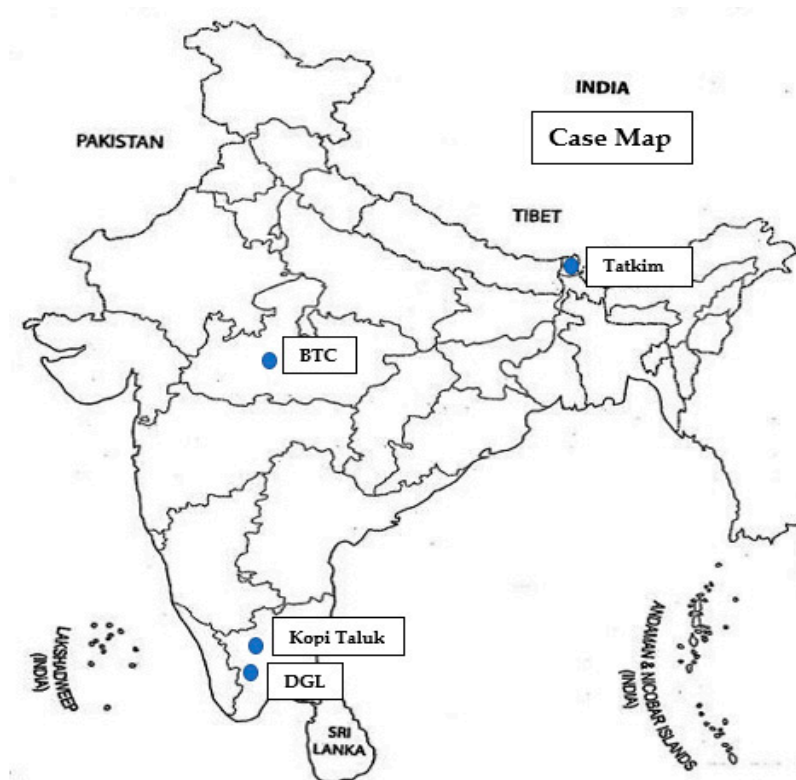 INDIA
Case Map
PAKISTAN
TIBET
Tatkim
BTC
Kopi Taluk
DGL
LAKSHADWEEP
(INDIA)
ANDAMAN & NICOBAR ISLANDS
(INDIA)
SRI
LANKA